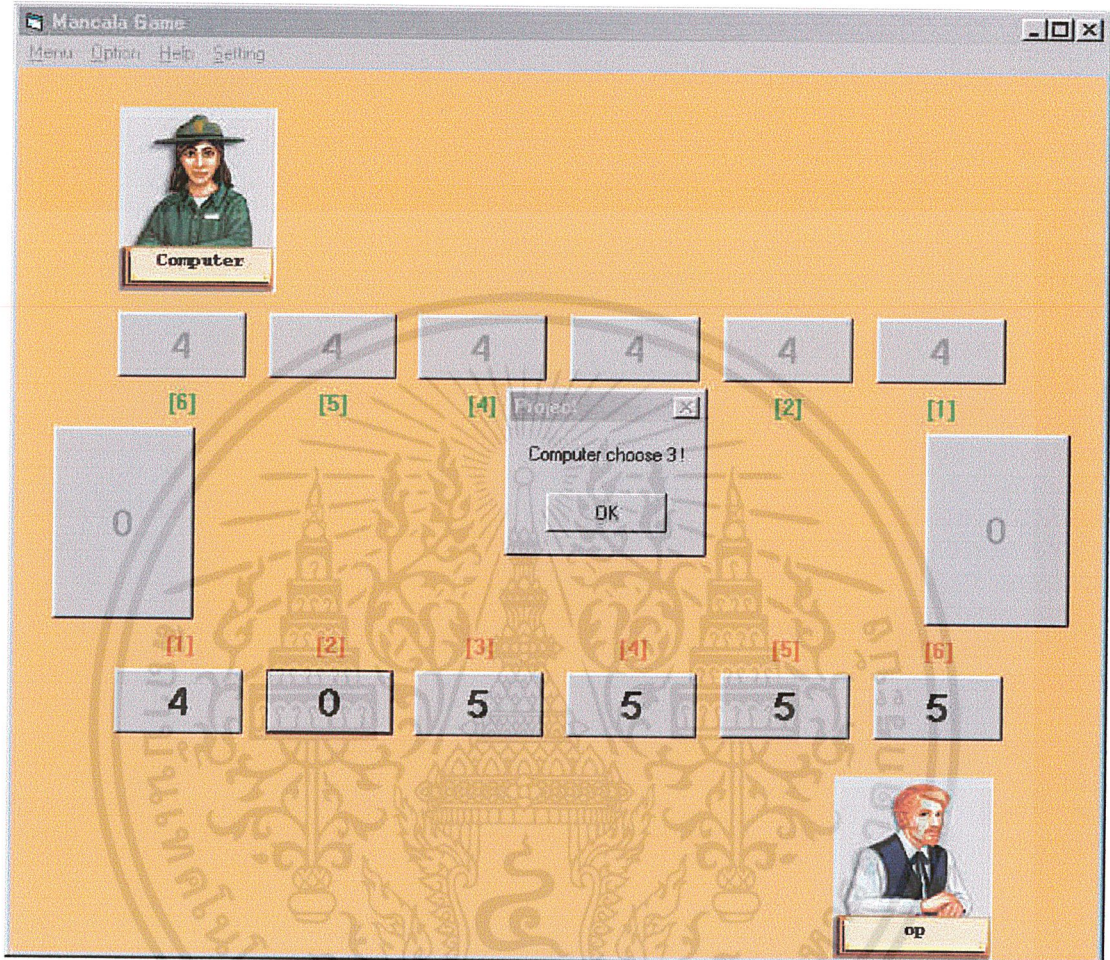 Mancala Game
Menu Option Help Setting
Computer
4 4 4 4 4 4
[6] [5] [4] [2] [1]
Project
Computer choose 3 !
OK
0 0
[1] [2] [3] [4] [5] [6]
4 0 5 5 5 5
op